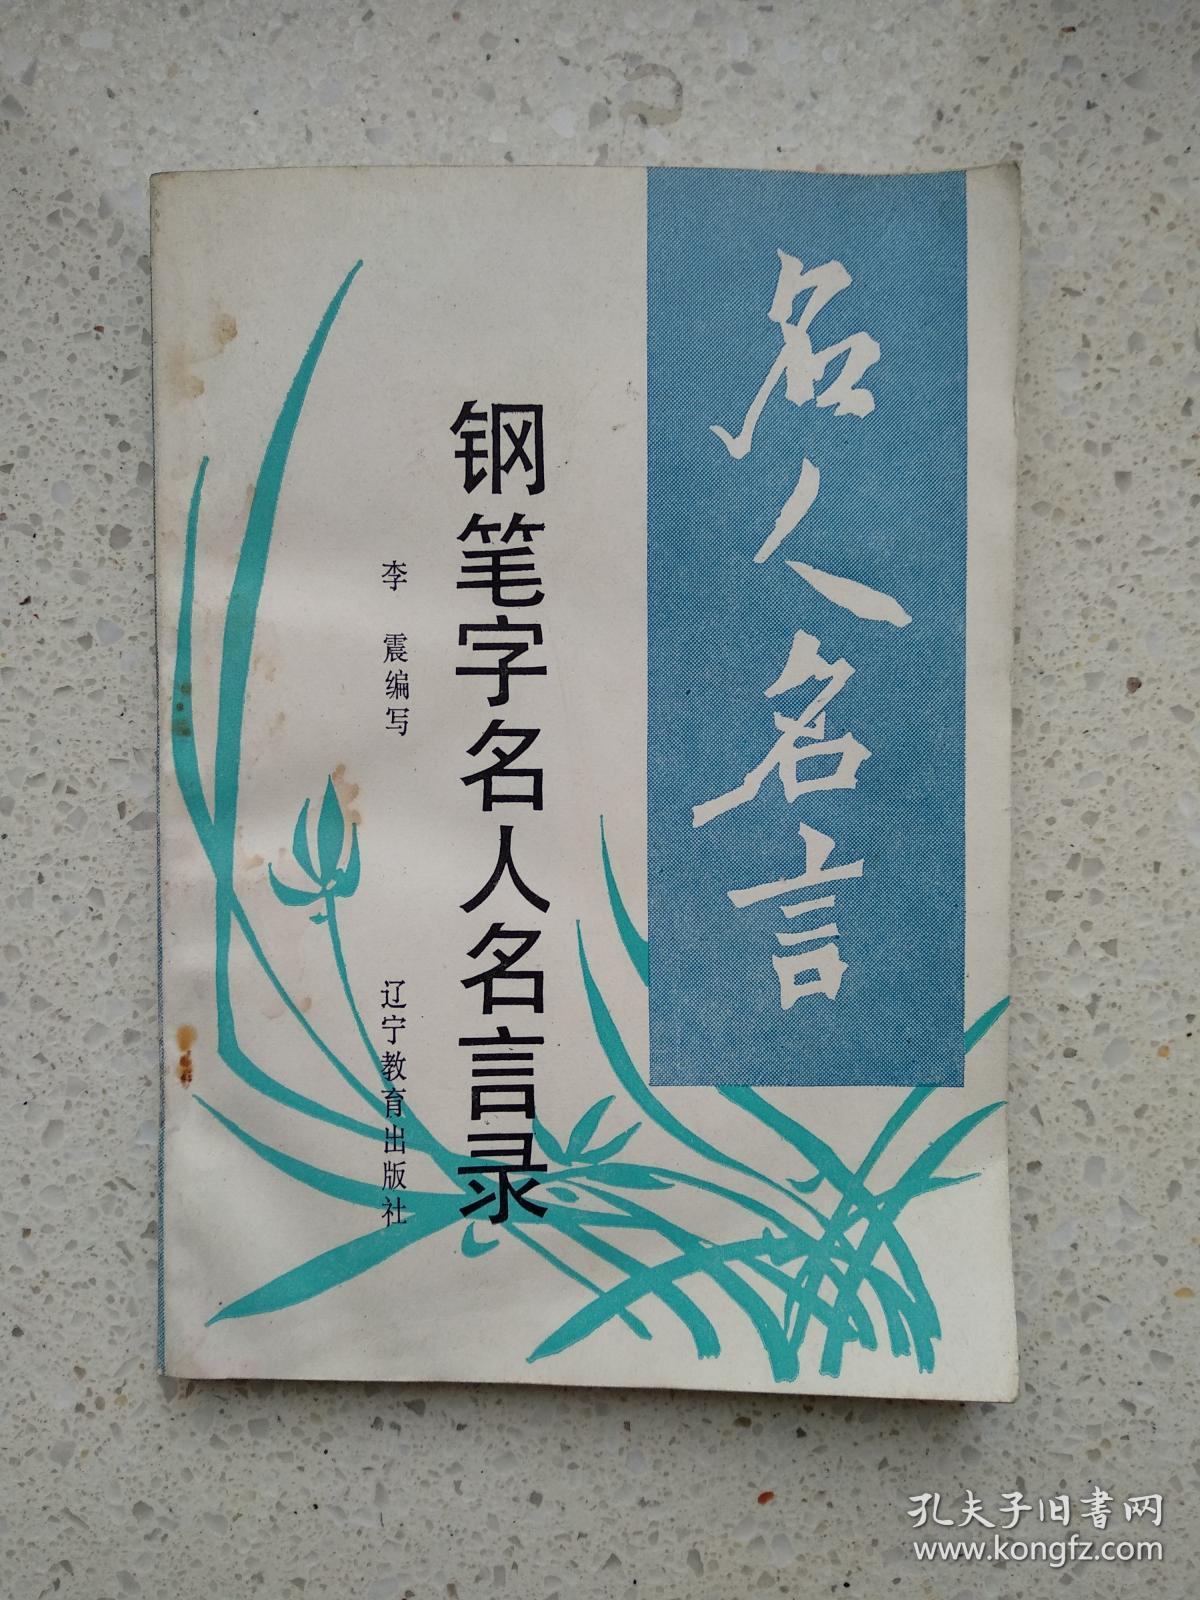 名人名言
钢笔字名人名言录
李 震编写
辽宁教育出版社
孔夫子旧书网
www.kongfz.com